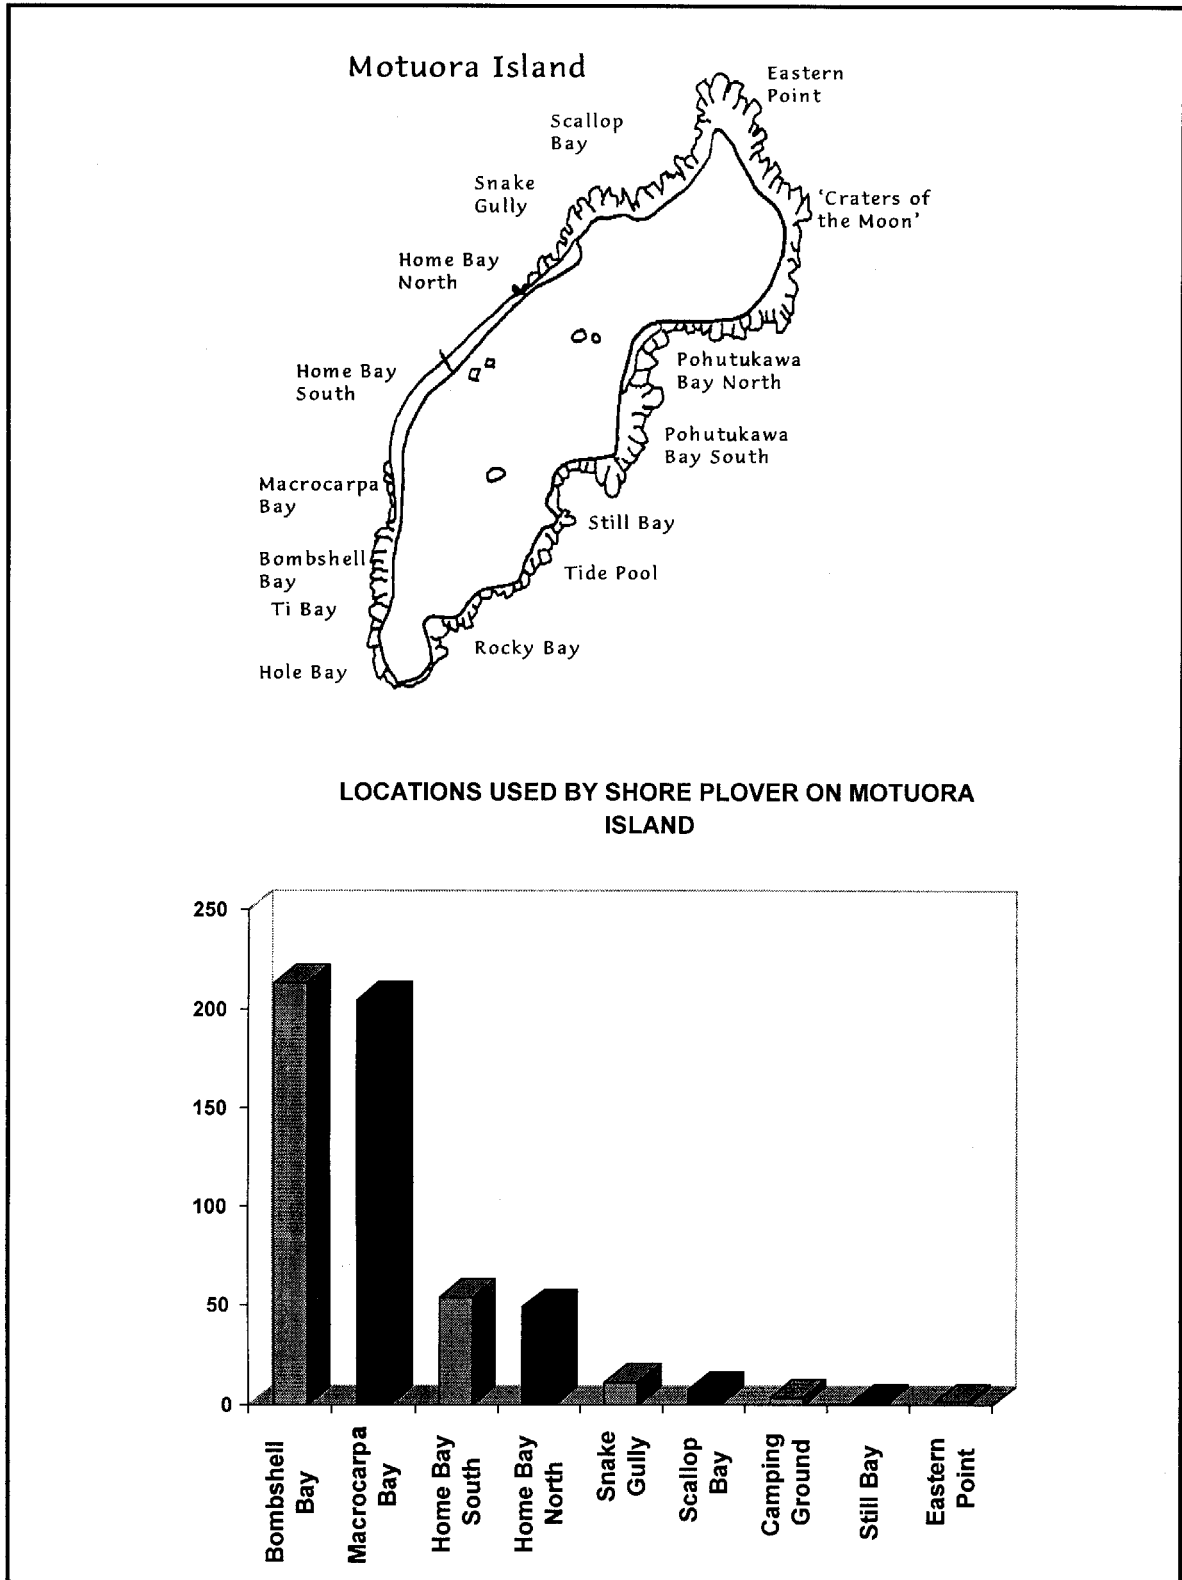 Motuora Island
Eastern
Point
Scallop
Bay
Snake
Gully
'Craters of
the Moon'
Home Bay
North
Home Bay
South
Pohutukawa
Bay North
Pohutukawa
Bay South
Macrocarpa
Bay
Still Bay
Bombshell
Bay
Tide Pool
Ti Bay
Rocky Bay
Hole Bay
LOCATIONS USED BY SHORE PLOVER ON MOTUORA
ISLAND
250
200
150
100
50
0
Bombshell
Bay
Macrocarpa
Bay
Home Bay
South
Home Bay
North
Snake
Gully
Scallop
Bay
Camping
Ground
Still Bay
Eastern
Point